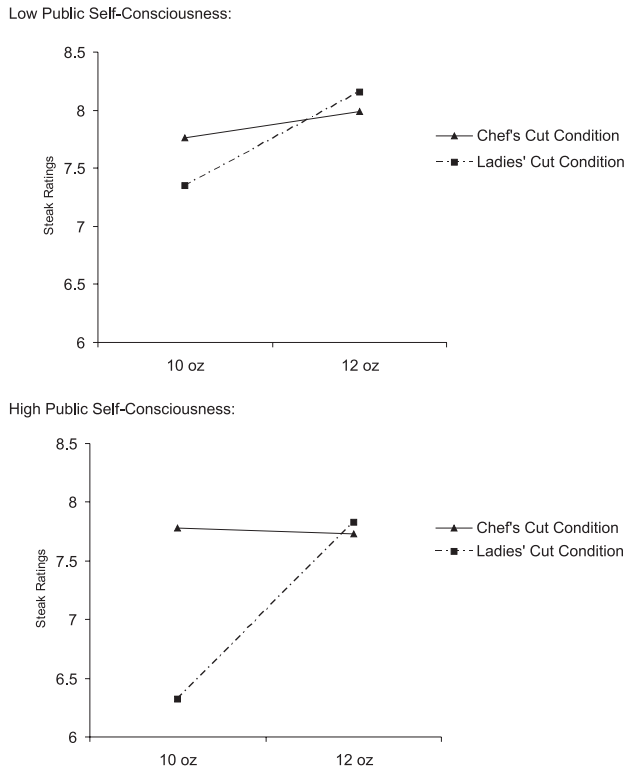 Low Public Self-Consciousness:
8.5
8
7.5
7
6.5
6
Steak Ratings
10 oz
12 oz
Chef's Cut Condition
Ladies' Cut Condition
High Public Self-Consciousness:
8.5
8
7.5
7
6.5
6
Steak Ratings
10 oz
12 oz
Chef's Cut Condition
Ladies' Cut Condition